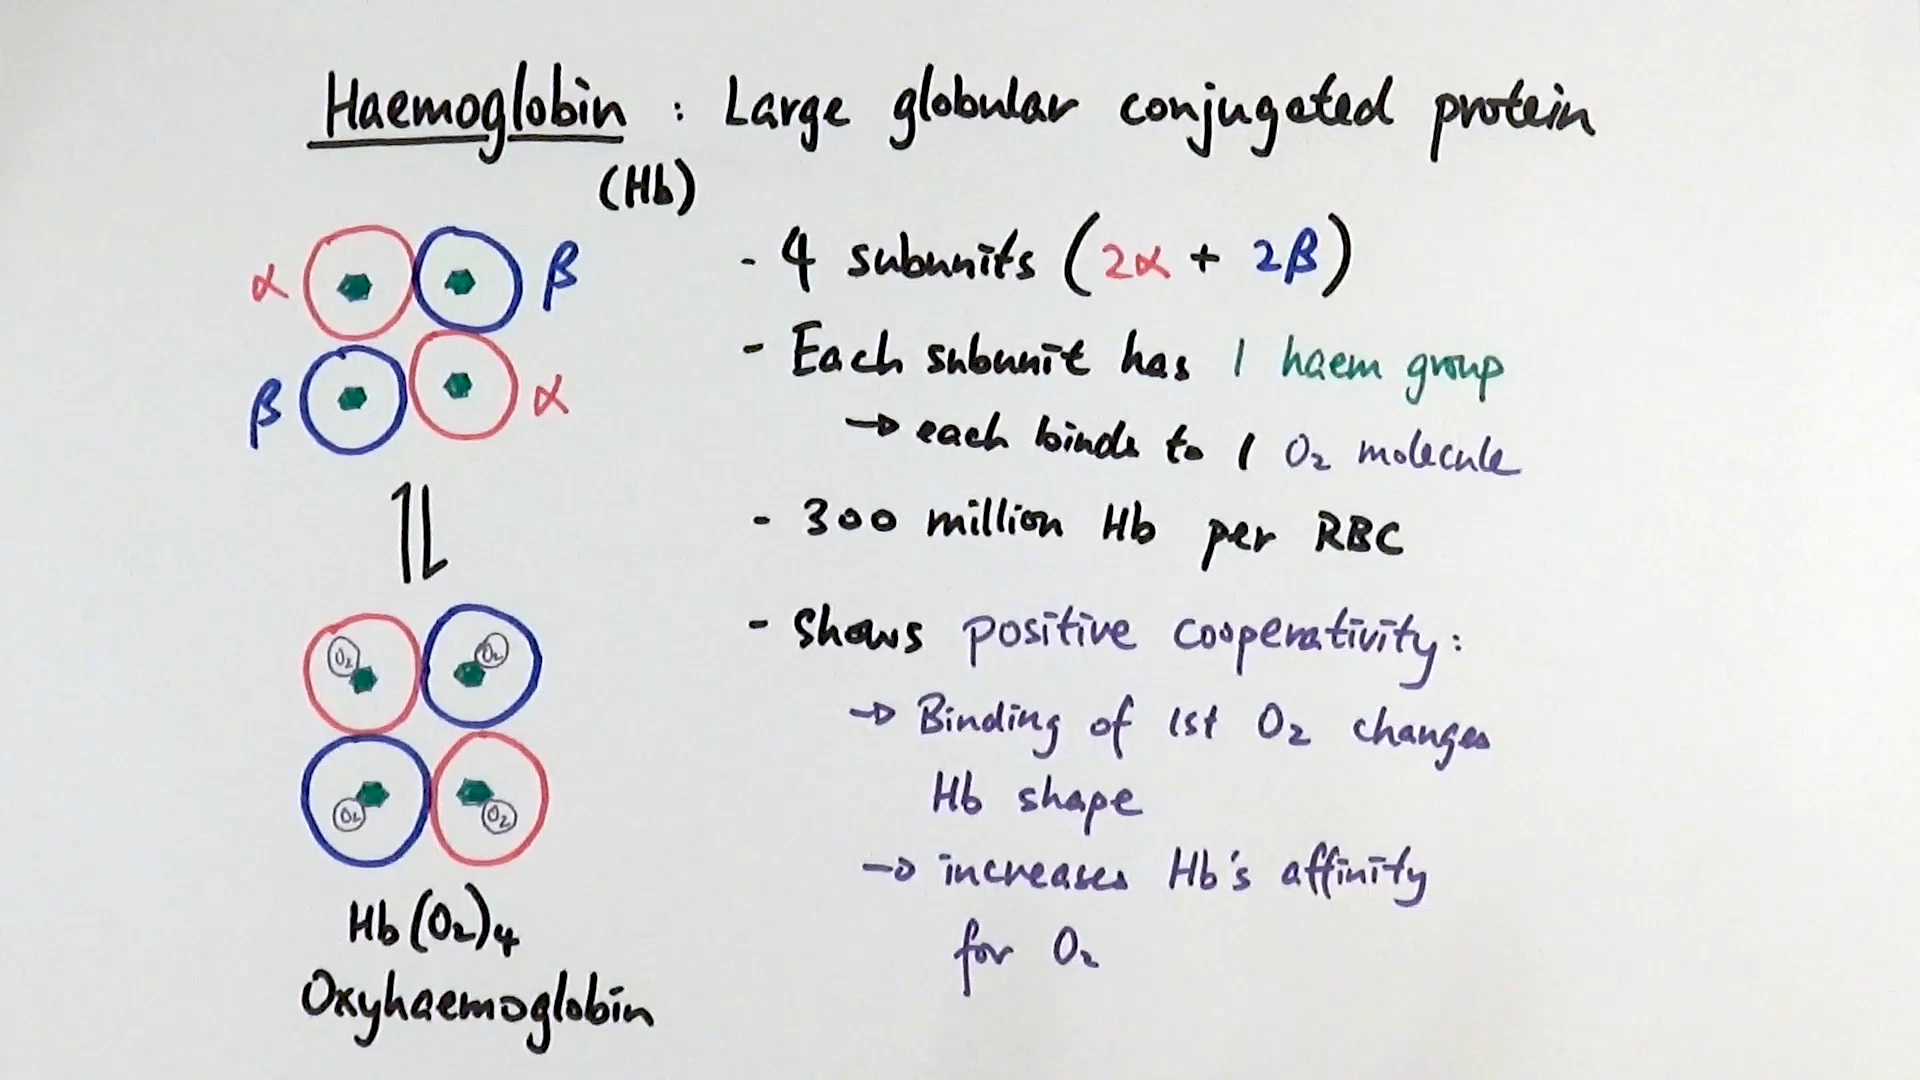 Haemoglobin : Large globular conjugated protein
(Hb)
α β
β α
- 4 subunits (2α + 2β)
- Each subunit has 1 haem group
→ each binds to 1 O₂ molecule
- 300 million Hb per RBC
- Shows positive cooperativity:
→ Binding of 1st O₂ changes
Hb shape
→ increases Hb's affinity
for O₂
O₂ O₂
O₂ O₂
Hb(O₂)₄
Oxyhaemoglobin